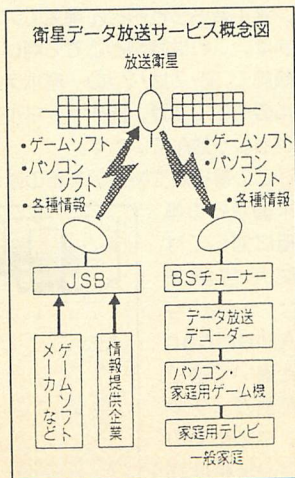 衛星データ放送サービス概念図
放送衛星
•ゲームソフト
•パソコン
ソフト
•各種情報
•ゲームソフト
•パソコン
ソフト
•各種情報
JSB
ゲームソフト
メーカーなど
情報提供企業
BSチューナー
データ放送
デコーダー
パソコン・
家庭用ゲーム機
家庭用テレビ
一般家庭